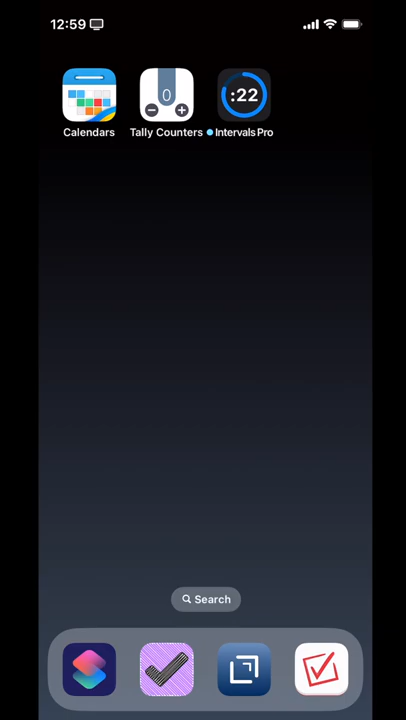 12:59
0
:22
Calendars
Tally Counters
Intervals Pro
Search